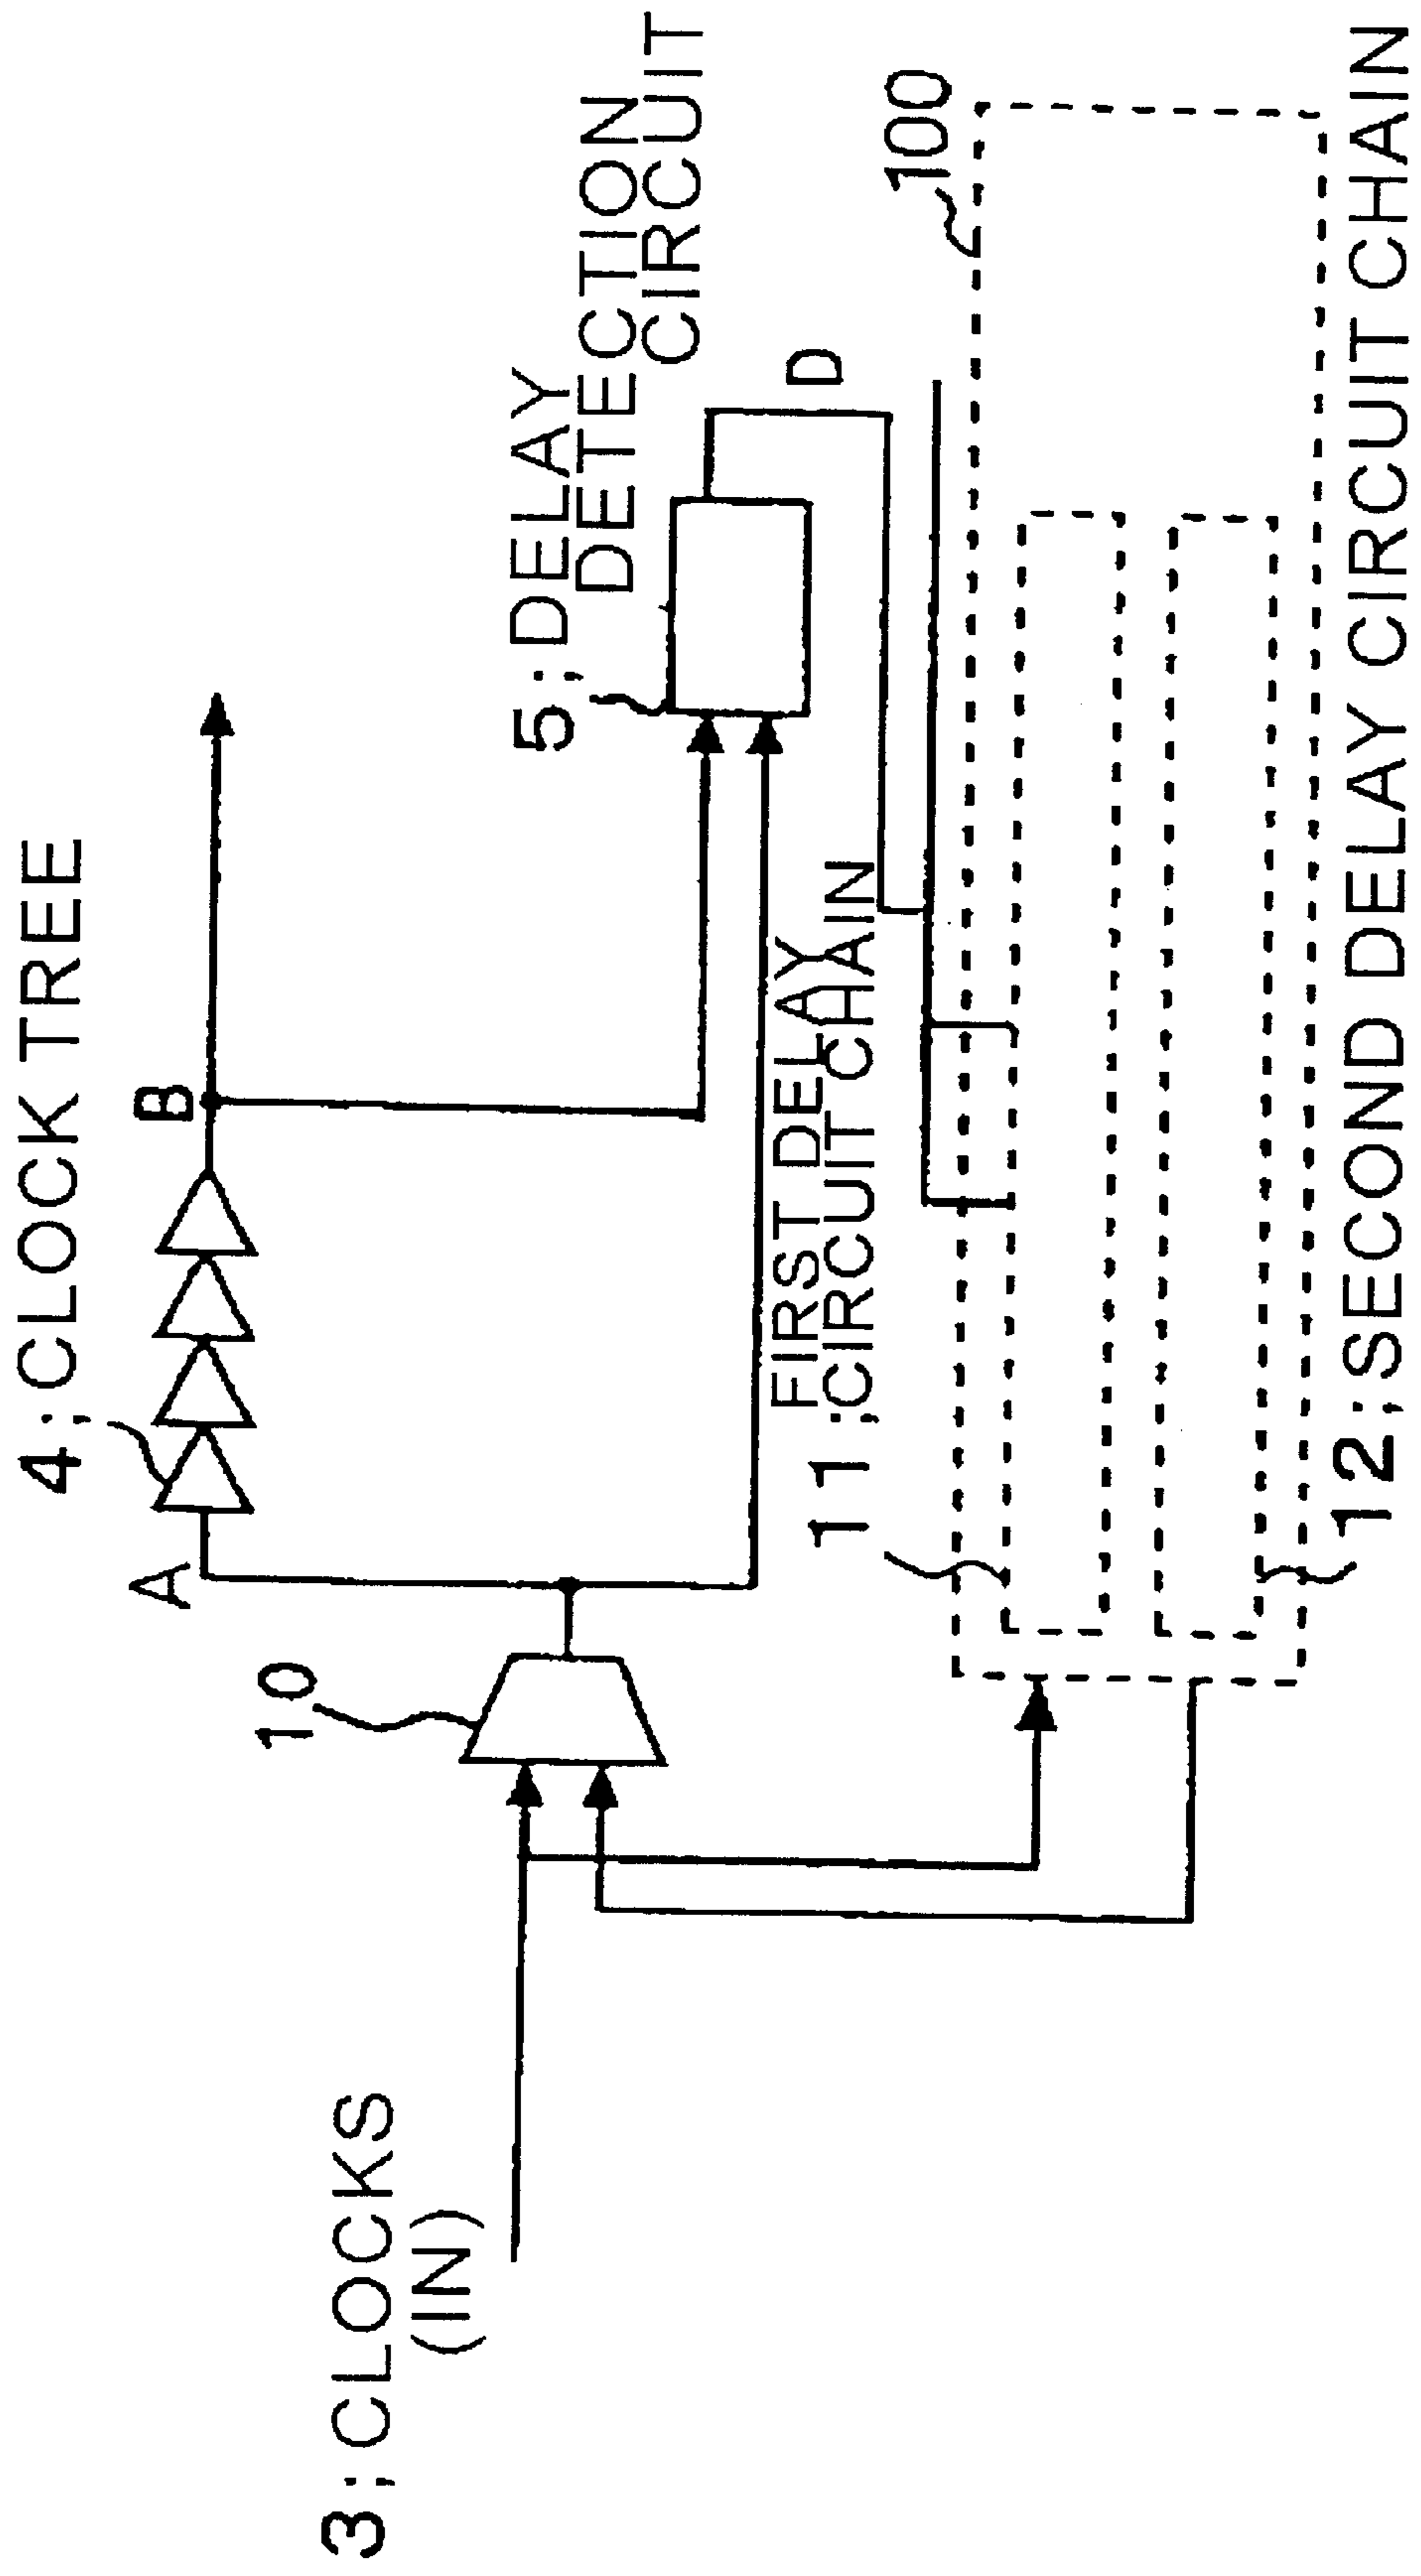 4;CLOCK TREE
A
B
10
3;CLOCKS
(IN)
5;DELAY
DETECTION
CIRCUIT
D
100
FIRST DELAY
11;CIRCUIT CHAIN
12;SECOND DELAY CIRCUIT CHAIN